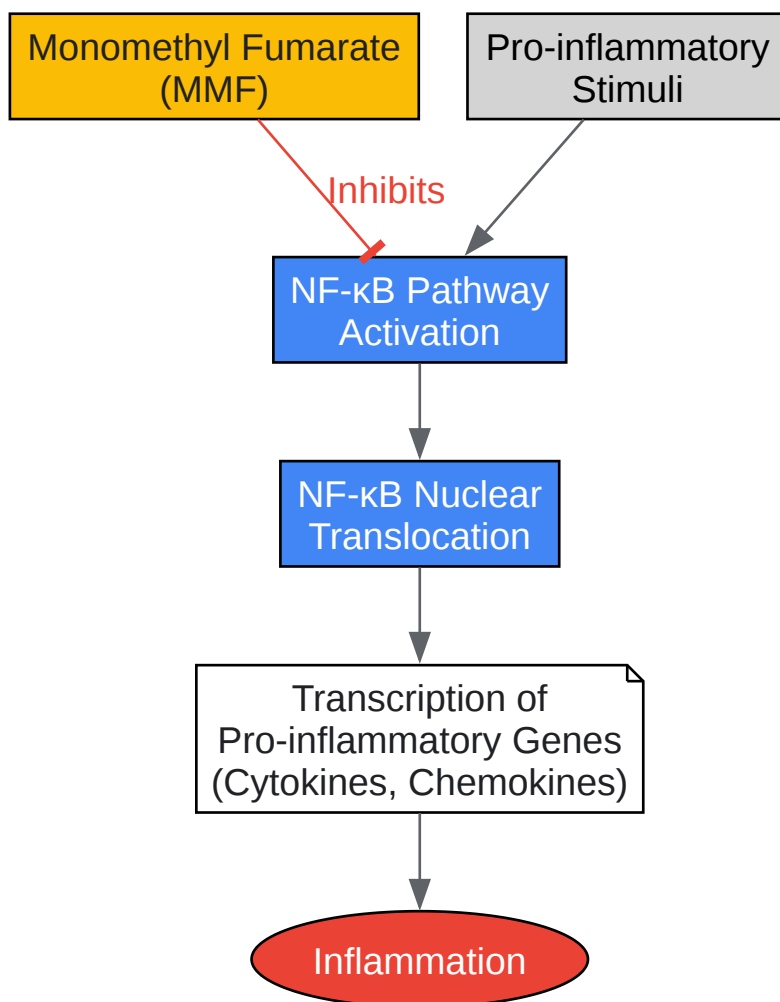 Monomethyl Fumarate
(MMF)
Pro-inflammatory
Stimuli
Inhibits
NF-κB Pathway
Activation
NF-κB Nuclear
Translocation
Transcription of
Pro-inflammatory Genes
(Cytokines, Chemokines)
Inflammation